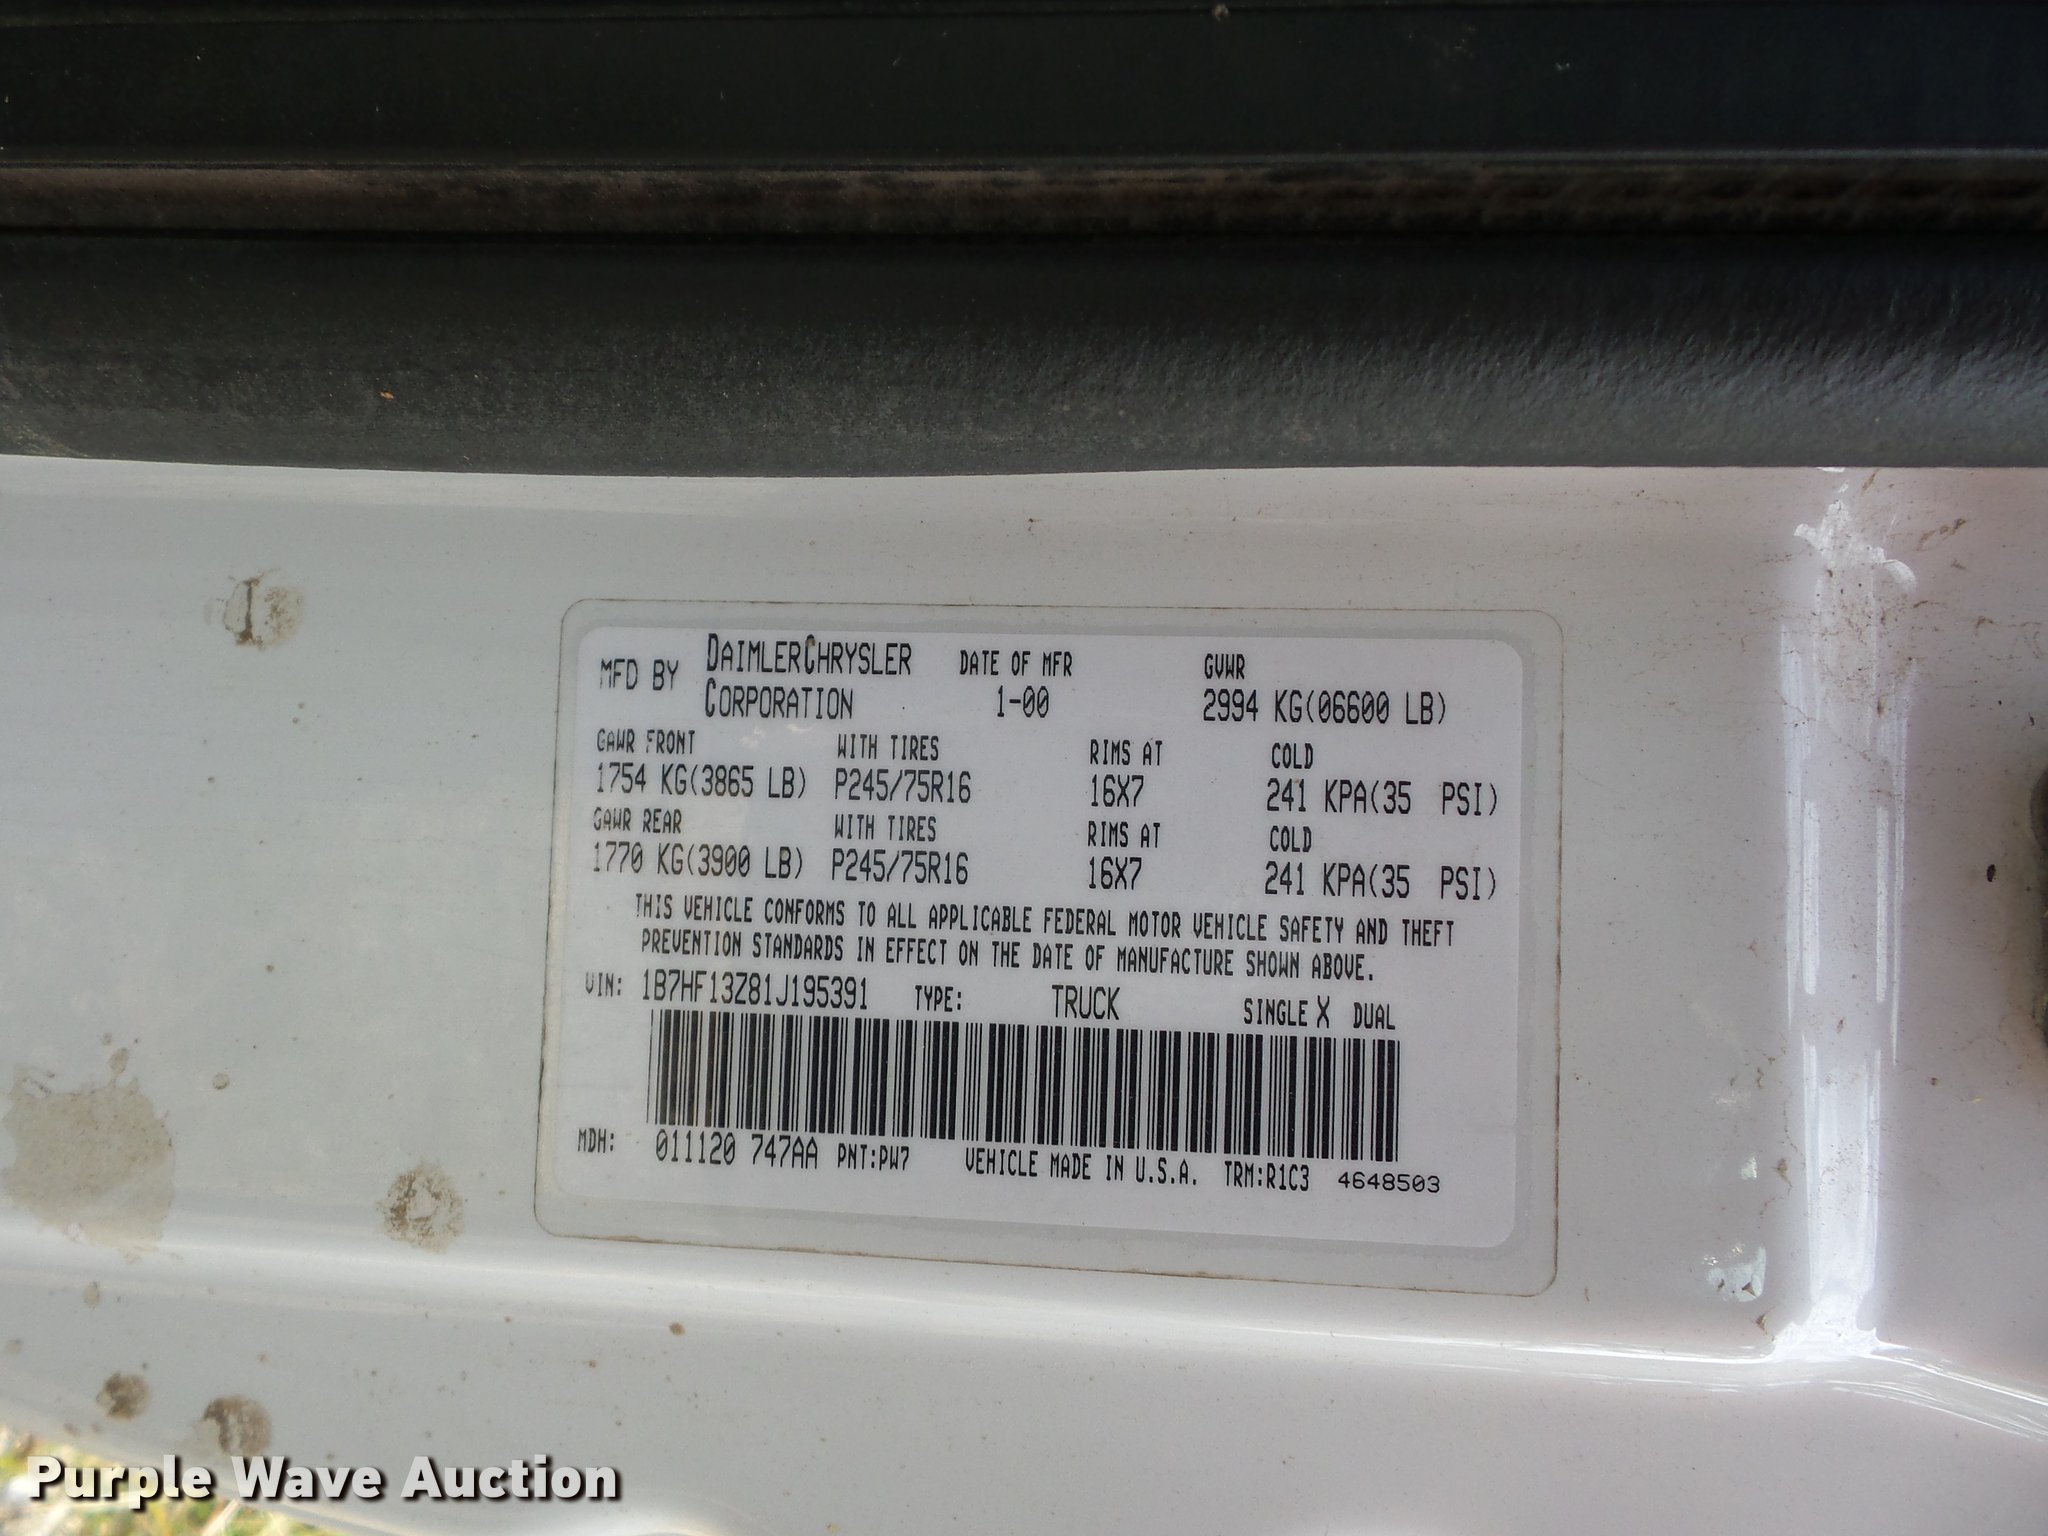 MFD BY DAIMLERCHRYSLER CORPORATION DATE OF MFR 1-00 GVWR 2994 KG(06600 LB)
GAWR FRONT WITH TIRES RIMS AT COLD
1754 KG(3865 LB) P245/75R16 16X7 241 KPA(35 PSI)
GAWR REAR WITH TIRES RIMS AT COLD
1770 KG(3900 LB) P245/75R16 16X7 241 KPA(35 PSI)
THIS VEHICLE CONFORMS TO ALL APPLICABLE FEDERAL MOTOR VEHICLE SAFETY AND THEFT
PREVENTION STANDARDS IN EFFECT ON THE DATE OF MANUFACTURE SHOWN ABOVE.
VIN: 1B7HF13Z81J195391 TYPE: TRUCK SINGLE X DUAL
MDH: 011120 747AA PNT:PW7 VEHICLE MADE IN U.S.A. TRM:R1C3 4648503
Purple Wave Auction